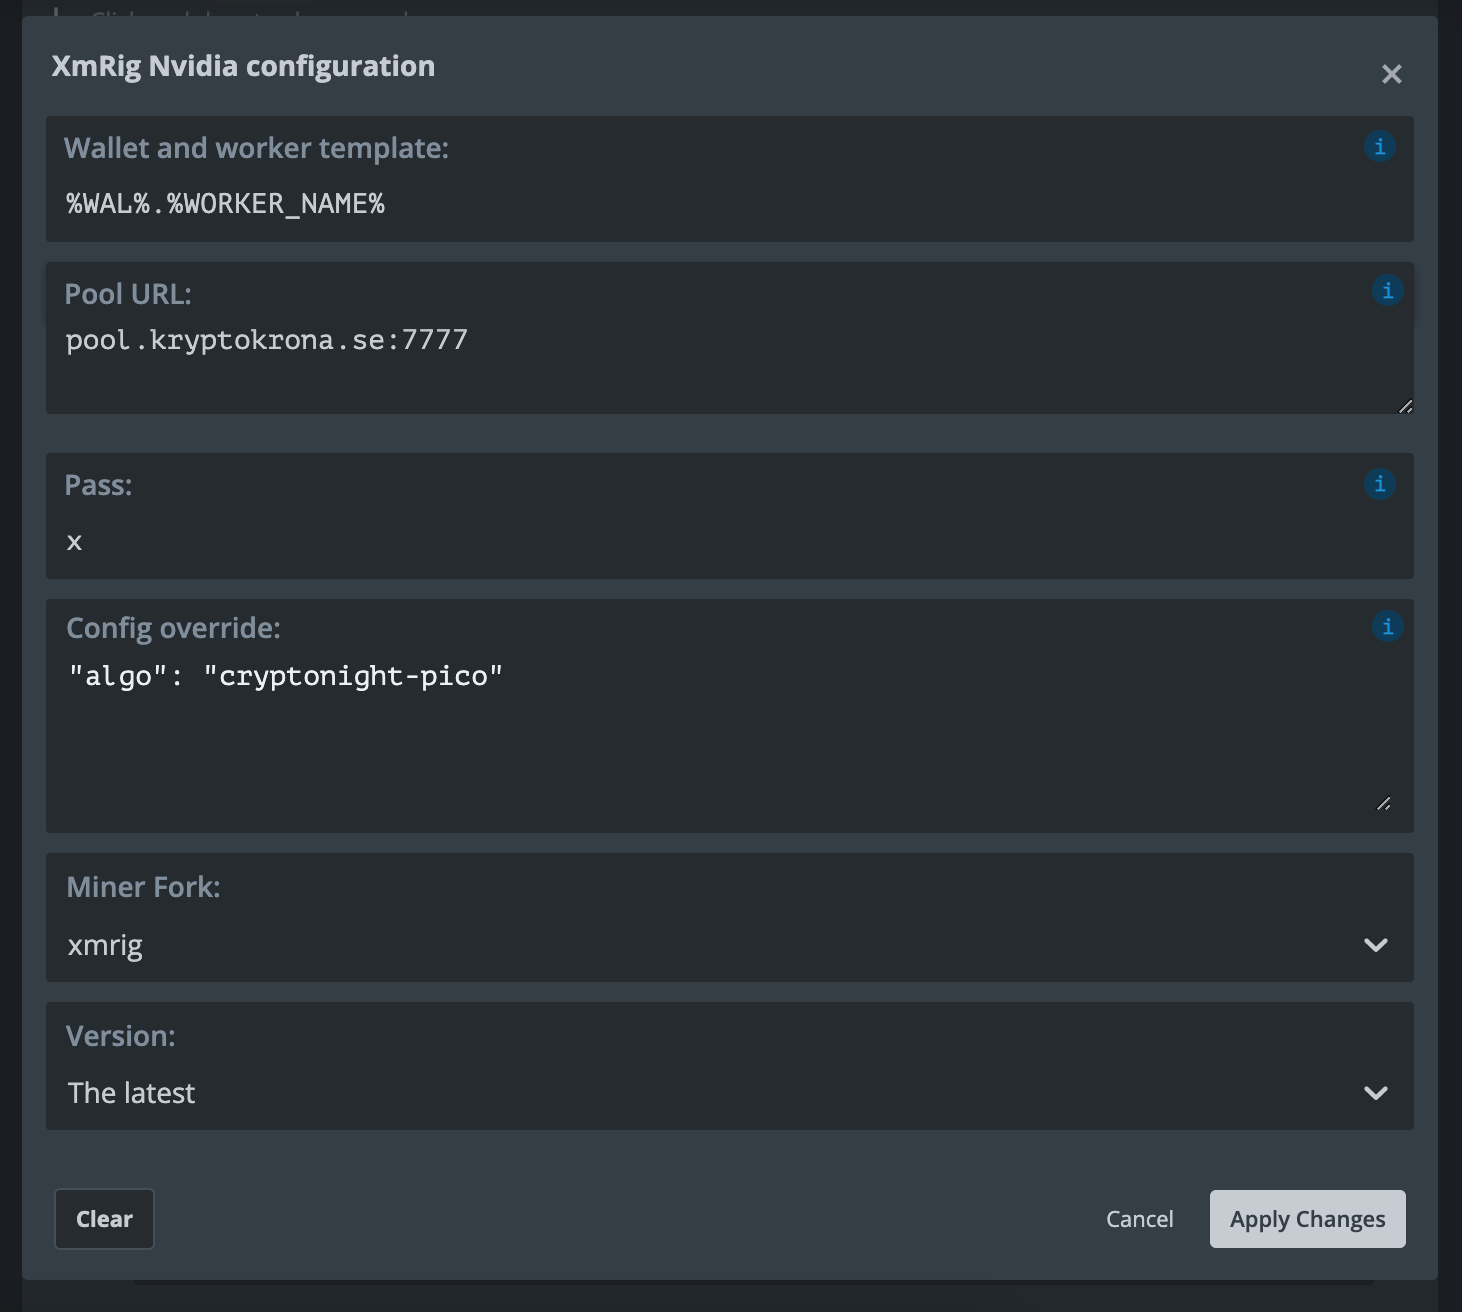 XmRig Nvidia configuration
Wallet and worker template:
%WAL%.%WORKER_NAME%
Pool URL:
pool.kryptokrona.se:7777
Pass:
x
Config override:
"algo": "cryptonight-pico"
Miner Fork:
xmrig
Version:
The latest
Clear
Cancel
Apply Changes